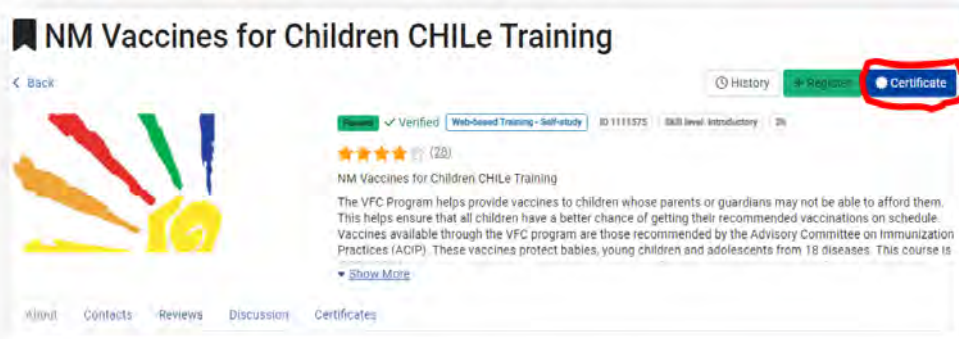 NM Vaccines for Children CHILe Training
Back
History
+ Register
Certificate
Passed Verified Web-based Training - Self-study ID 1111575 Skill level: Introductory 2h
(28)
NM Vaccines for Children CHILe Training
The VFC Program helps provide vaccines to children whose parents or guardians may not be able to afford them.
This helps ensure that all children have a better chance of getting their recommended vaccinations on schedule.
Vaccines available through the VFC program are those recommended by the Advisory Committee on Immunization
Practices (ACIP). These vaccines protect babies, young children and adolescents from 18 diseases. This course is
Show More
About Contacts Reviews Discussion Certificates